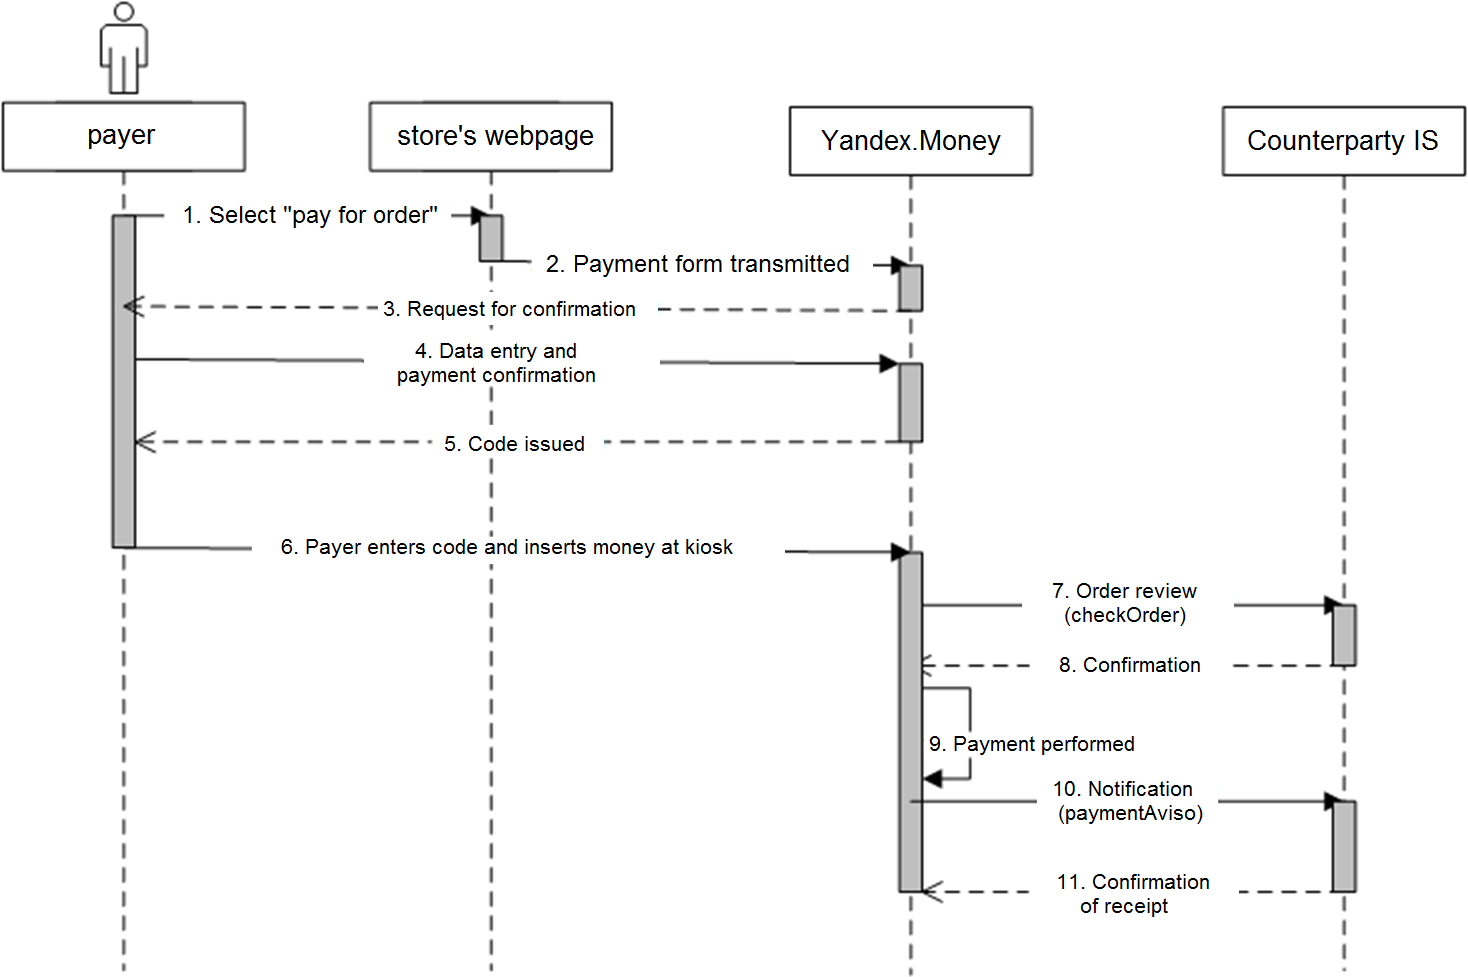 payer
store's webpage
Yandex.Money
Counterparty IS
1. Select "pay for order"
2. Payment form transmitted
3. Request for confirmation
4. Data entry and
payment confirmation
5. Code issued
6. Payer enters code and inserts money at kiosk
7. Order review
(checkOrder)
8. Confirmation
9. Payment performed
10. Notification
(paymentAviso)
11. Confirmation
of receipt